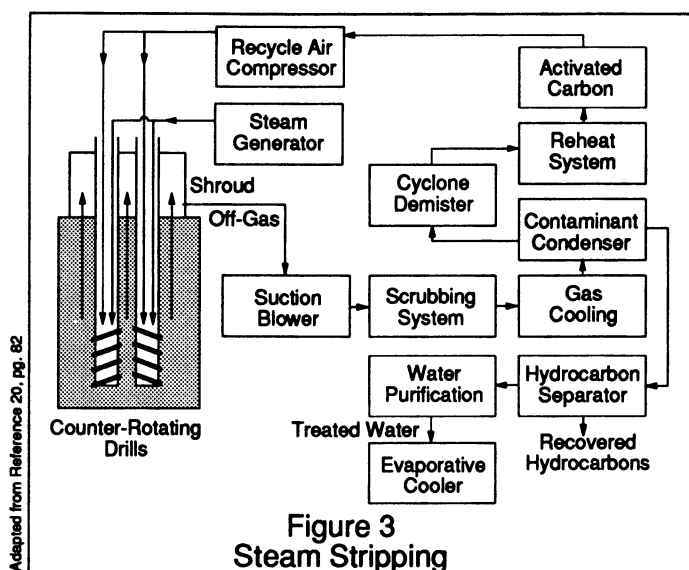 Recycle Air
Compressor
Activated
Carbon
Steam
Generator
Reheat
System
Shroud
Off-Gas
Cyclone
Demister
Contaminant
Condenser
Suction
Blower
Scrubbing
System
Gas
Cooling
Water
Purification
Hydrocarbon
Separator
Counter-Rotating
Drills
Treated Water
Recovered
Hydrocarbons
Evaporative
Cooler
Adapted from Reference 20, pg. 82
Figure 3
Steam Stripping